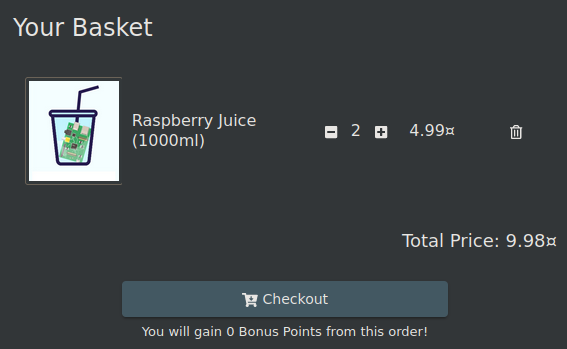 Your Basket
Raspberry Juice
(1000ml)
2
4.99¤
Total Price: 9.98¤
Checkout
You will gain 0 Bonus Points from this order!